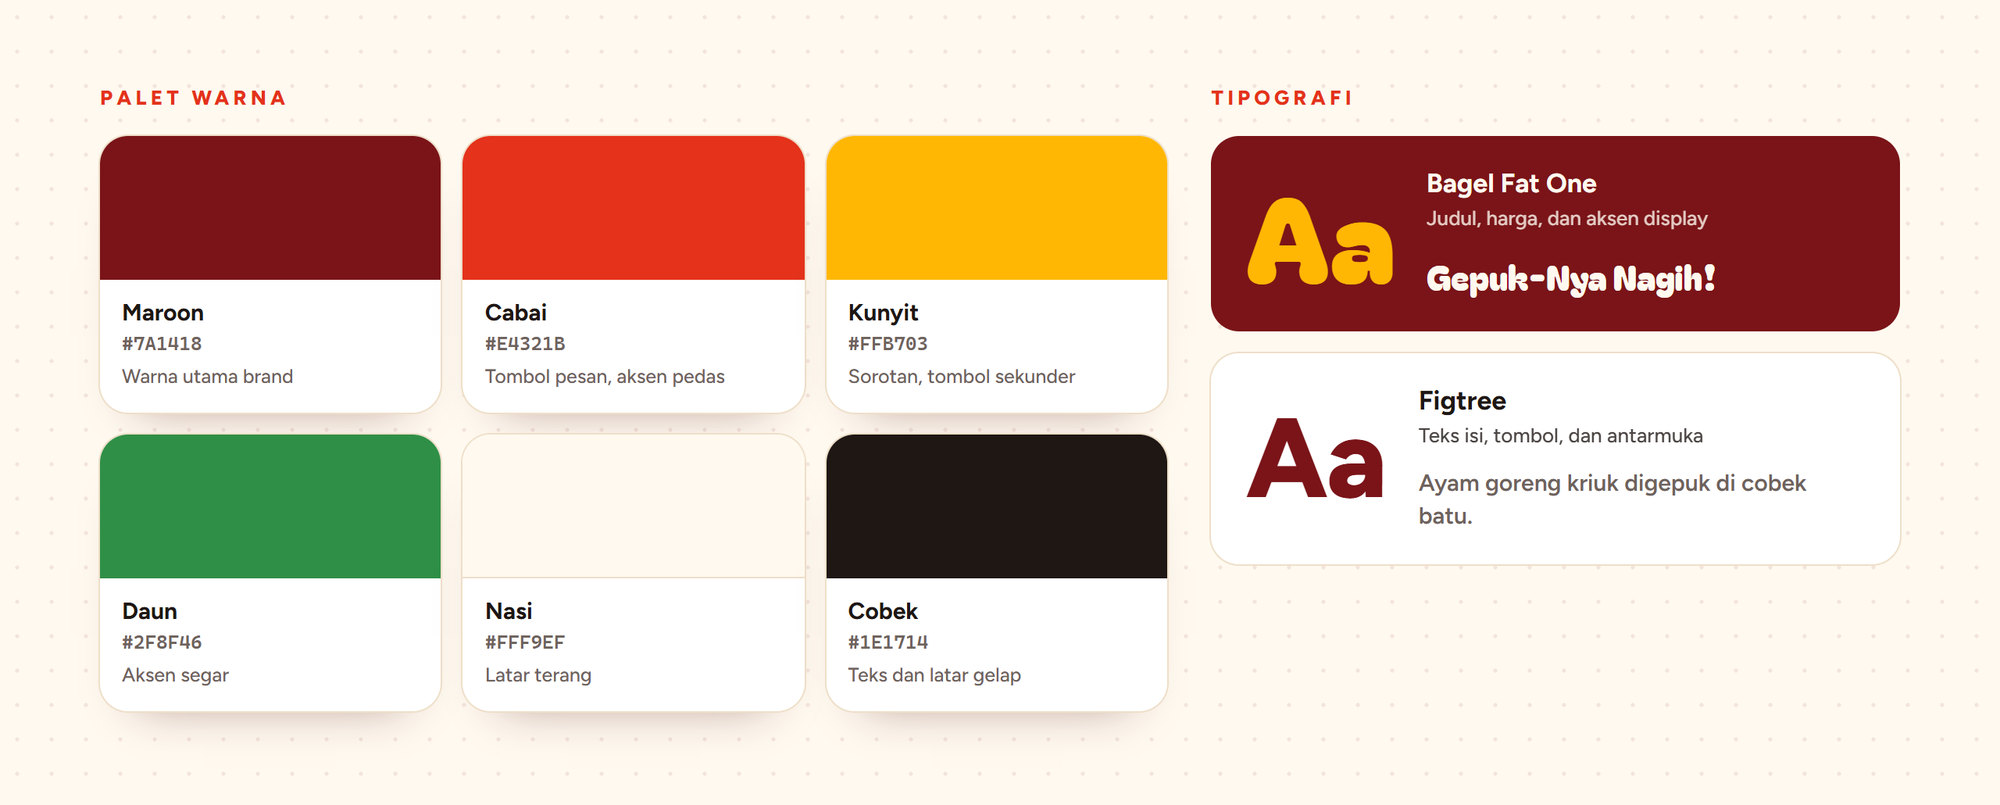 PALET WARNA
Maroon
#7A1418
Warna utama brand
Cabai
#E4321B
Tombol pesan, aksen pedas
Kunyit
#FFB703
Sorotan, tombol sekunder
Daun
#2F8F46
Aksen segar
Nasi
#FFF9EF
Latar terang
Cobek
#1E1714
Teks dan latar gelap
TIPOGRAFI
Aa
Bagel Fat One
Judul, harga, dan aksen display
Gepuk-Nya Nagih!
Aa
Figtree
Teks isi, tombol, dan antarmuka
Ayam goreng kriuk digepuk di cobek
batu.